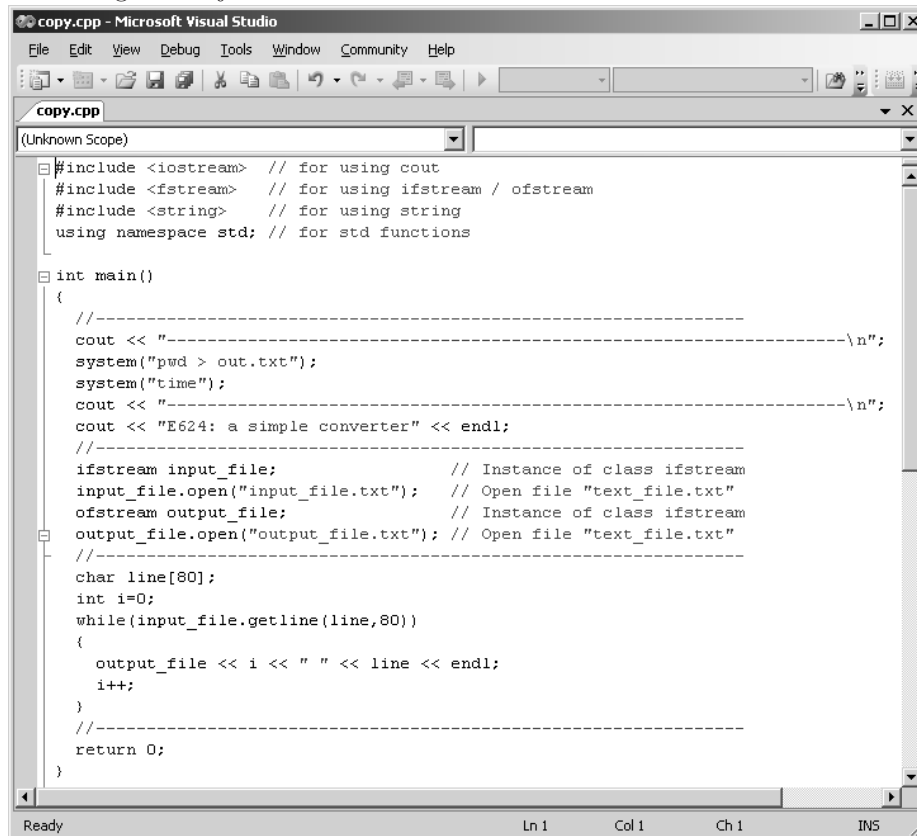 copy.cpp - Microsoft Visual Studio
File Edit View Debug Tools Window Community Help
copy.cpp
(Unknown Scope)
#include <iostream>  // for using cout
#include <fstream>   // for using ifstream / ofstream
#include <string>    // for using string
using namespace std; // for std functions
int main()
{
  //----------------------------------------------------------------
  cout << "-------------------------------------------------------------------\n";
  system("pwd > out.txt");
  system("time");
  cout << "-------------------------------------------------------------------\n";
  cout << "E624: a simple converter" << endl;
  //----------------------------------------------------------------
  ifstream input_file;                 // Instance of class ifstream
  input_file.open("input_file.txt");   // Open file "text_file.txt"
  ofstream output_file;                // Instance of class ifstream
  output_file.open("output_file.txt"); // Open file "text_file.txt"
  //----------------------------------------------------------------
  char line[80];
  int i=0;
  while(input_file.getline(line,80))
  {
    output_file << i << " " << line << endl;
    i++;
  }
  //----------------------------------------------------------------
  return 0;
}
Ready Ln 1 Col 1 Ch 1 INS